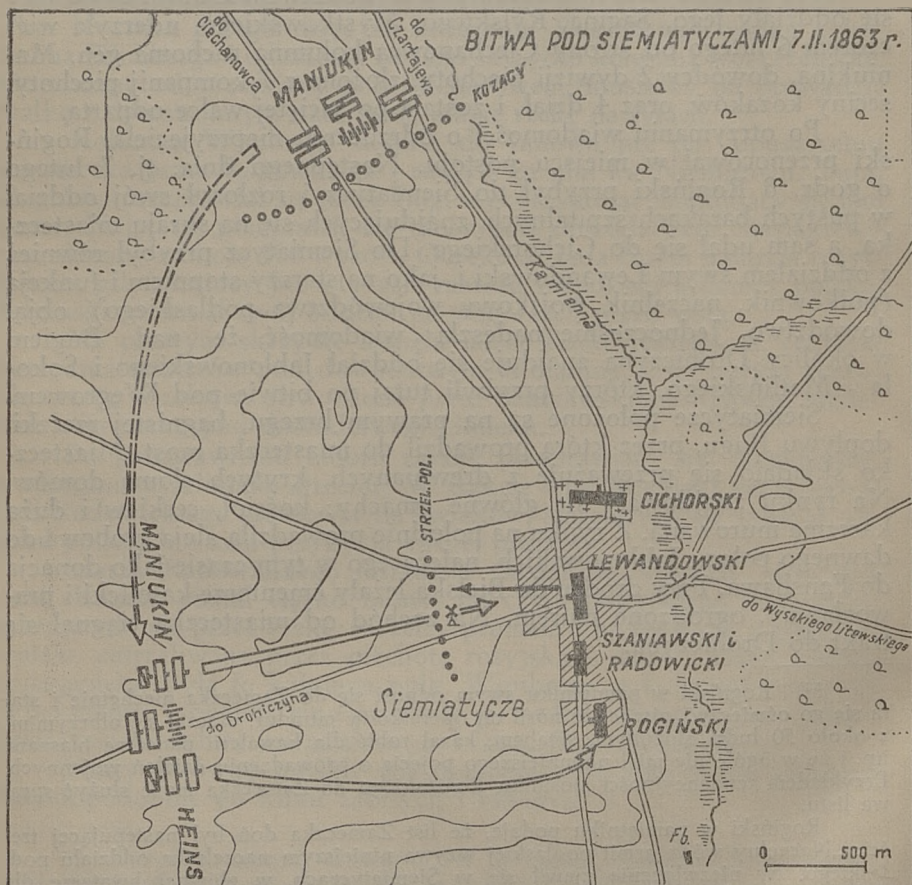 BITWA POD SIEMIATYCZAMI 7.II.1863 r.
do Ciechanowca
do Czartajewa
MANIUKIN
KOZACY
Kamienna
STRZEL. POL.
CICHORSKI
LEWANDOWSKI
do Wysokiego Litewskiego
MANIUKIN
SZANIAWSKI i
RADOWICKI
do Drohiczyna
Siemiatycze
ROGIŃSKI
HEINS
Fb.
0 500 m